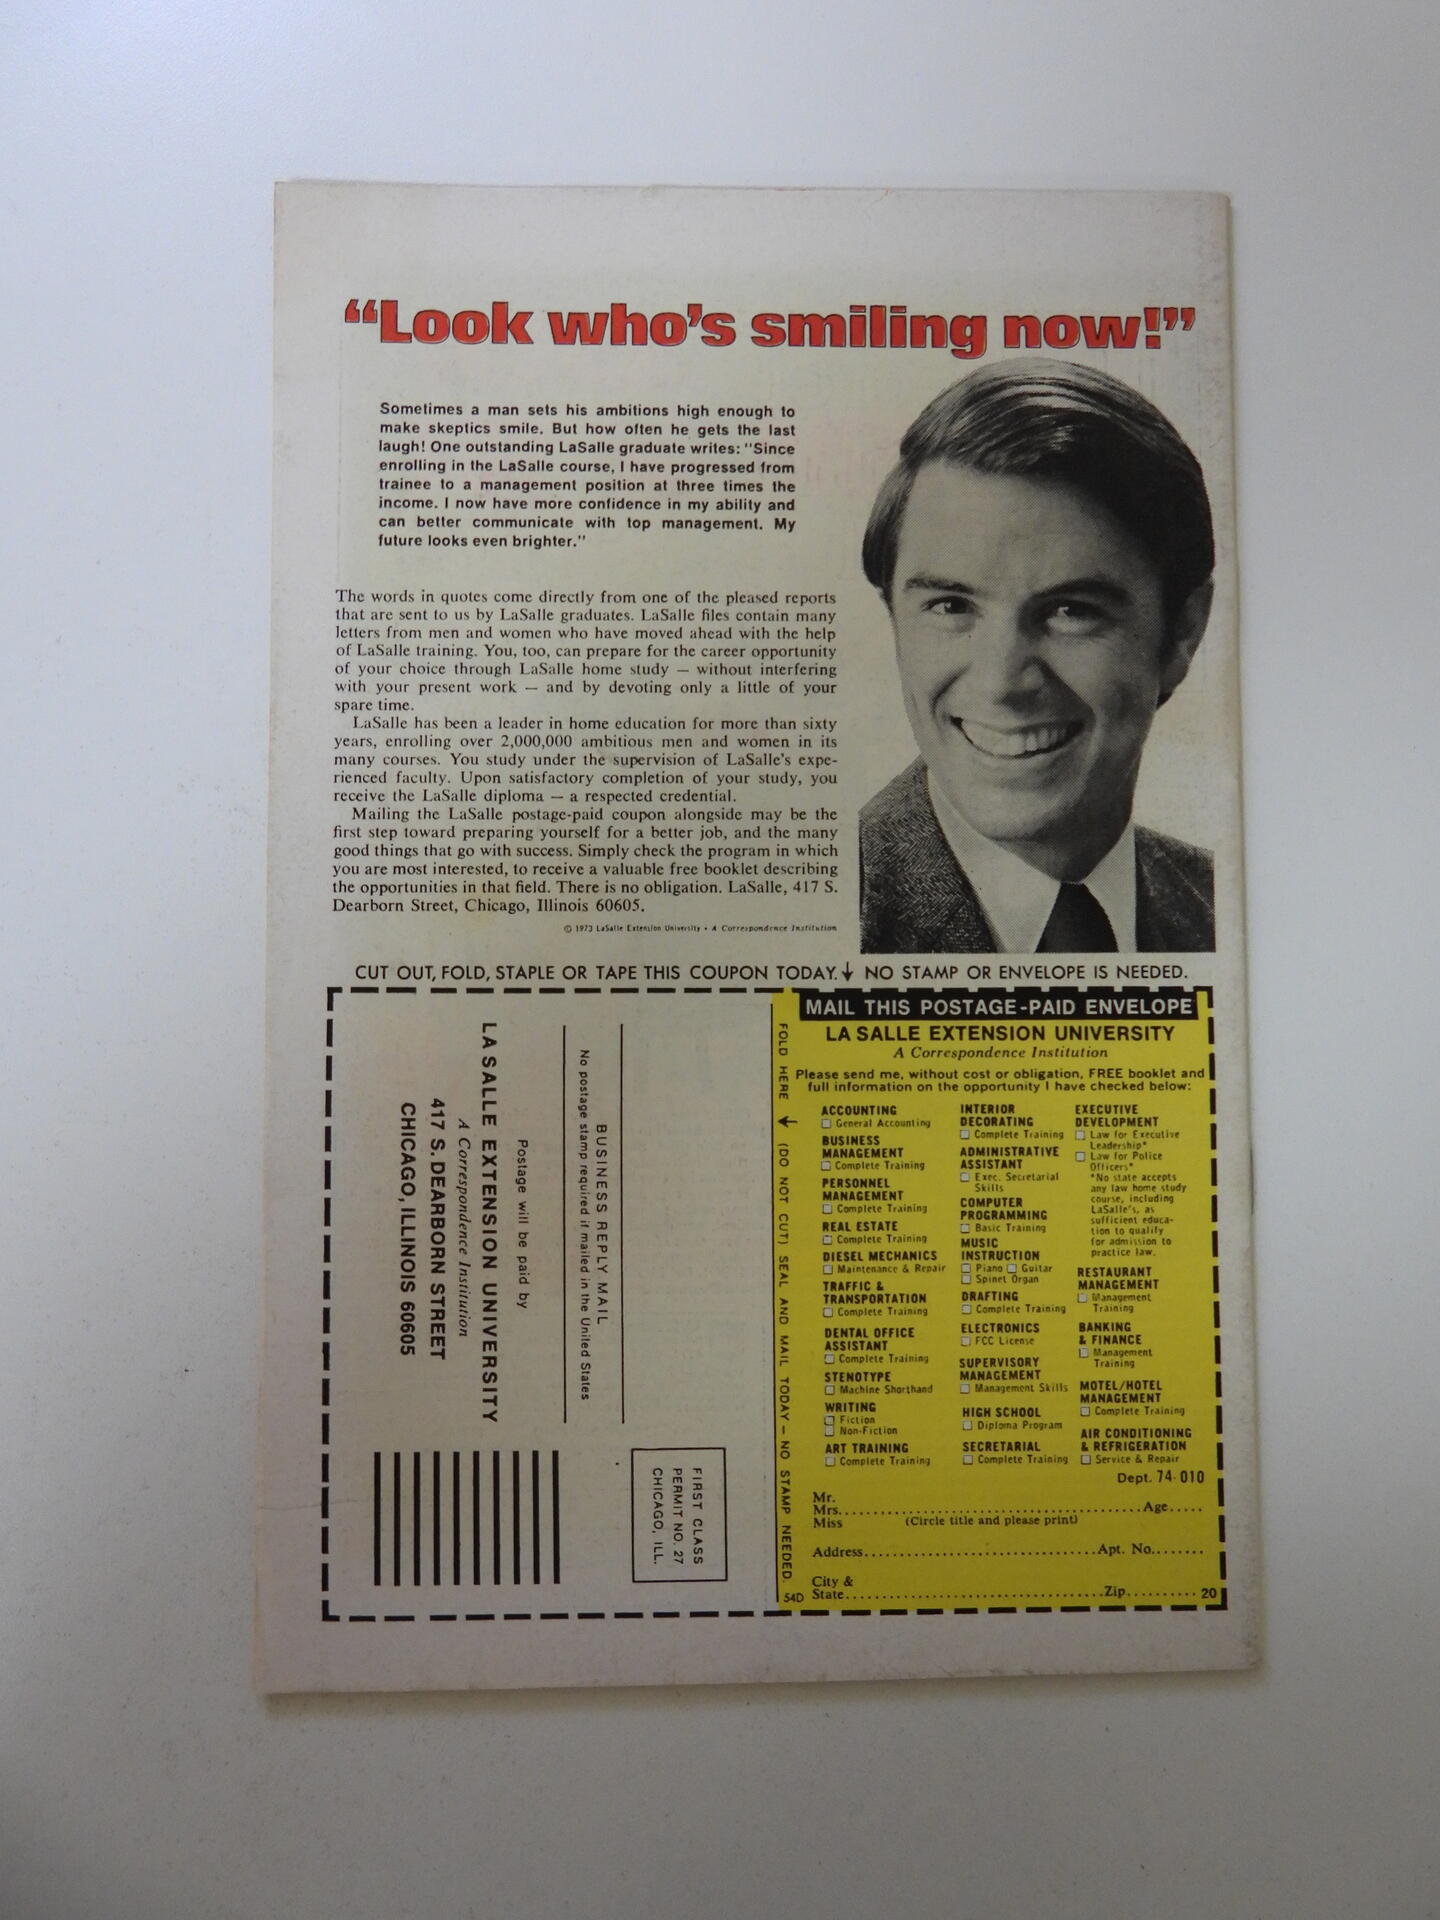 “Look who’s smiling now!”
Sometimes a man sets his ambitions high enough to
make skeptics smile. But how often he gets the last
laugh! One outstanding LaSalle graduate writes: "Since
enrolling in the LaSalle course, I have progressed from
trainee to a management position at three times the
income. I now have more confidence in my ability and
can better communicate with top management. My
future looks even brighter."
The words in quotes come directly from one of the pleased reports
that are sent to us by LaSalle graduates. LaSalle files contain many
letters from men and women who have moved ahead with the help
of LaSalle training. You, too, can prepare for the career opportunity
of your choice through LaSalle home study — without interfering
with your present work — and by devoting only a little of your
spare time.
LaSalle has been a leader in home education for more than sixty
years, enrolling over 2,000,000 ambitious men and women in its
many courses. You study under the supervision of LaSalle's expe-
rienced faculty. Upon satisfactory completion of your study, you
receive the LaSalle diploma — a respected credential.
Mailing the LaSalle postage-paid coupon alongside may be the
first step toward preparing yourself for a better job, and the many
good things that go with success. Simply check the program in which
you are most interested, to receive a valuable free booklet describing
the opportunities in that field. There is no obligation. LaSalle, 417 S.
Dearborn Street, Chicago, Illinois 60605.
© 1973 LaSalle Extension University • A Correspondence Institution
CUT OUT, FOLD, STAPLE OR TAPE THIS COUPON TODAY. NO STAMP OR ENVELOPE IS NEEDED.
FIRST CLASS
PERMIT NO. 27
CHICAGO, ILL.
BUSINESS REPLY MAIL
No postage stamp required if mailed in the United States
Postage will be paid by
LA SALLE EXTENSION UNIVERSITY
A Correspondence Institution
417 S. DEARBORN STREET
CHICAGO, ILLINOIS 60605
FOLD HERE (DO NOT CUT) SEAL AND MAIL TODAY — NO STAMP NEEDED.
MAIL THIS POSTAGE-PAID ENVELOPE
LA SALLE EXTENSION UNIVERSITY
A Correspondence Institution
Please send me, without cost or obligation, FREE booklet and
full information on the opportunity I have checked below:
ACCOUNTING
General Accounting
BUSINESS
MANAGEMENT
Complete Training
PERSONNEL
MANAGEMENT
Complete Training
REAL ESTATE
Complete Training
DIESEL MECHANICS
Maintenance & Repair
TRAFFIC &
TRANSPORTATION
Complete Training
DENTAL OFFICE
ASSISTANT
Complete Training
STENOTYPE
Machine Shorthand
WRITING
Fiction
Non-Fiction
ART TRAINING
Complete Training
INTERIOR
DECORATING
Complete Training
ADMINISTRATIVE
ASSISTANT
Exec. Secretarial
Skills
COMPUTER
PROGRAMMING
Basic Training
MUSIC
INSTRUCTION
Piano Guitar
Spinet Organ
DRAFTING
Complete Training
ELECTRONICS
FCC License
SUPERVISORY
MANAGEMENT
Management Skills
HIGH SCHOOL
Diploma Program
SECRETARIAL
Complete Training
EXECUTIVE
DEVELOPMENT
Law for Executive
Leadership*
Law for Police
Officers*
*No state accepts
any law home study
course, including
LaSalle's, as
sufficient educa-
tion to qualify
for admission to
practice law.
RESTAURANT
MANAGEMENT
Management
Training
BANKING
& FINANCE
Management
Training
MOTEL/HOTEL
MANAGEMENT
Complete Training
AIR CONDITIONING
& REFRIGERATION
Service & Repair
Dept. 74-010
Mr.
Mrs. Age
Miss (Circle title and please print)
Address Apt. No.
City &
State Zip 20
54D